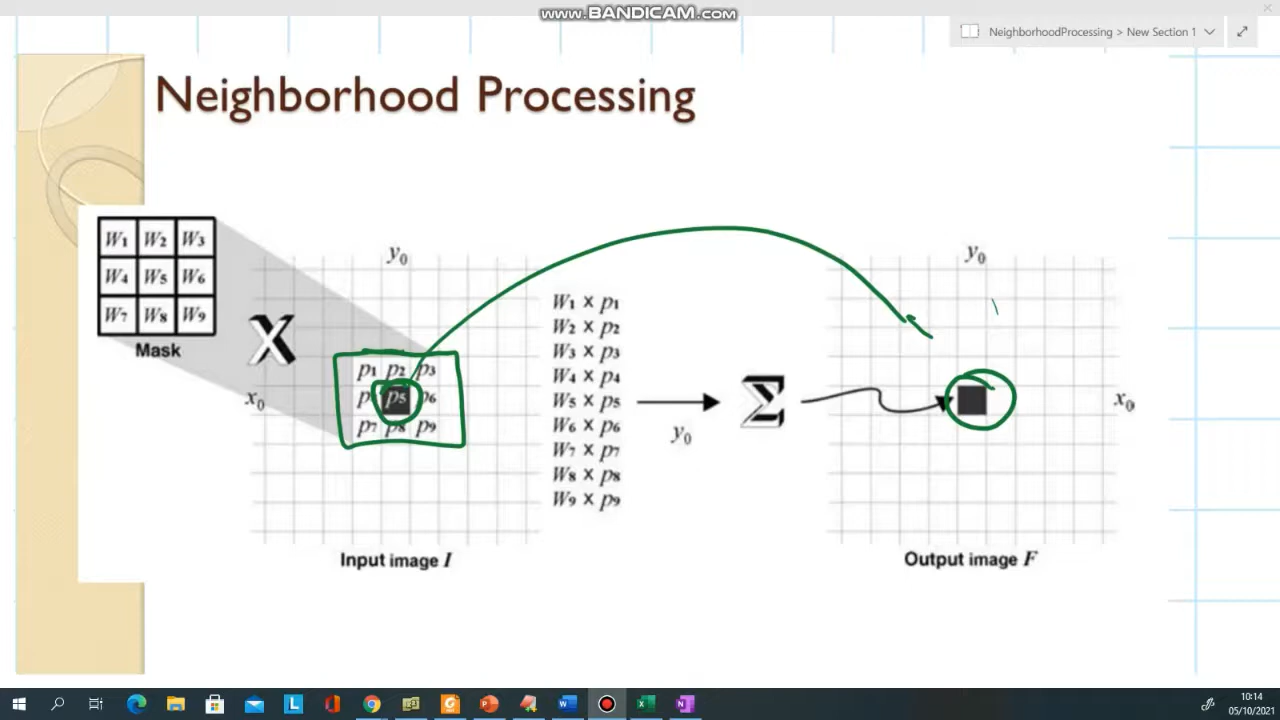 www.BANDICAM.com
NeighborhoodProcessing > New Section 1
Neighborhood Processing
W1 W2 W3
W4 W5 W6
W7 W8 W9
Mask
X
y0
x0
p1 p2 p3
p p5 p6
p7 p8 p9
Input image I
W1 × p1
W2 × p2
W3 × p3
W4 × p4
W5 × p5
W6 × p6
W7 × p7
W8 × p8
W9 × p9
y0
Σ
y0
x0
Output image F
10:14
05/10/2021